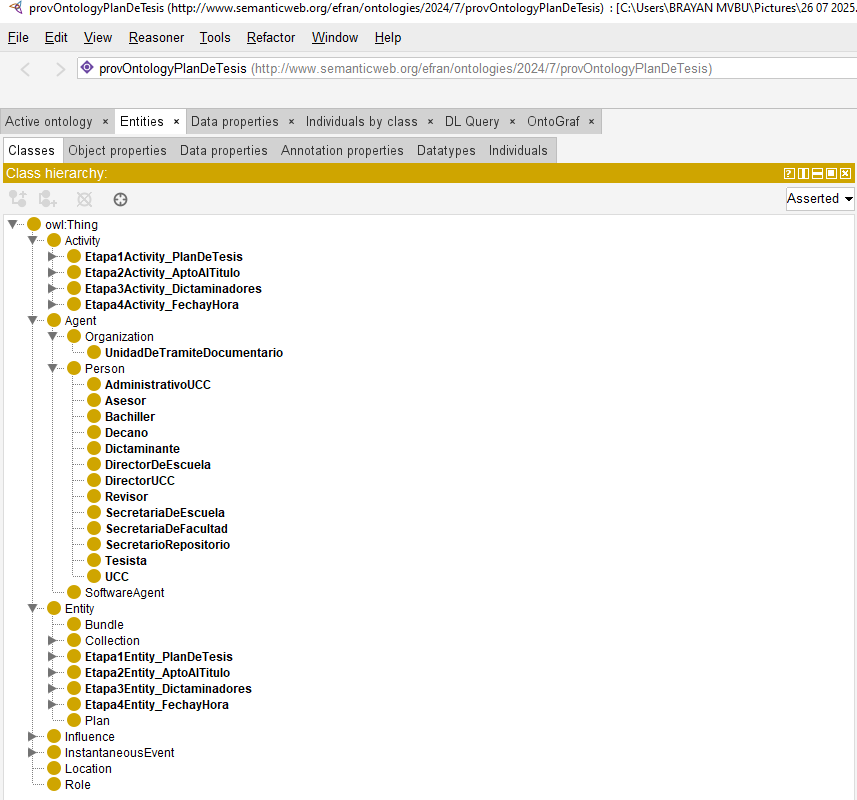 provOntologyPlanDeTesis (http://www.semanticweb.org/efran/ontologies/2024/7/provOntologyPlanDeTesis) : [C:\Users\BRAYAN MVBU\Pictures\26 07 2025.
File Edit View Reasoner Tools Refactor Window Help
provOntologyPlanDeTesis (http://www.semanticweb.org/efran/ontologies/2024/7/provOntologyPlanDeTesis)
Active ontology × Entities × Data properties × Individuals by class × DL Query × OntoGraf ×
Classes Object properties Data properties Annotation properties Datatypes Individuals
Class hierarchy:
Asserted
owl:Thing
Activity
Etapa1Activity_PlanDeTesis
Etapa2Activity_AptoAlTitulo
Etapa3Activity_Dictaminadores
Etapa4Activity_FechayHora
Agent
Organization
UnidadDeTramiteDocumentario
Person
AdministrativoUCC
Asesor
Bachiller
Decano
Dictaminante
DirectorDeEscuela
DirectorUCC
Revisor
SecretariaDeEscuela
SecretariaDeFacultad
SecretarioRepositorio
Tesista
UCC
SoftwareAgent
Entity
Bundle
Collection
Etapa1Entity_PlanDeTesis
Etapa2Entity_AptoAlTitulo
Etapa3Entity_Dictaminadores
Etapa4Entity_FechayHora
Plan
Influence
InstantaneousEvent
Location
Role